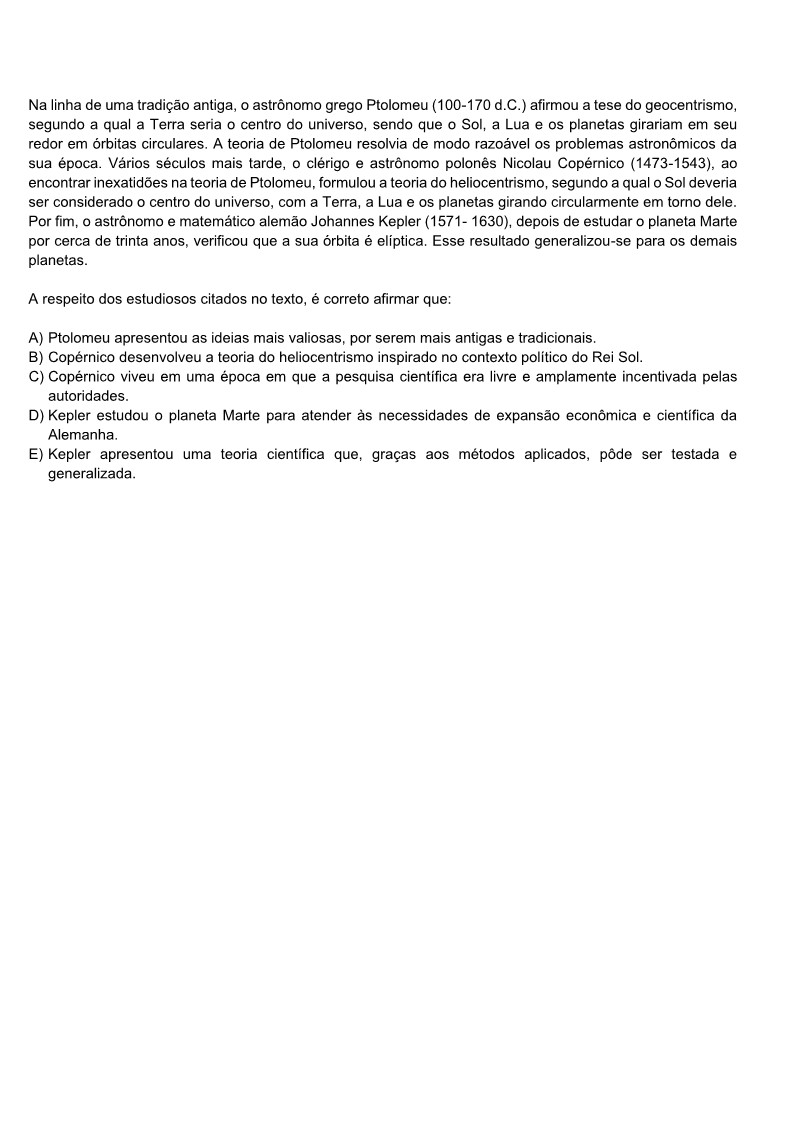 Na linha de uma tradição antiga, o astrônomo grego Ptolomeu (100-170 d.C.) afirmou a tese do geocentrismo,
segundo a qual a Terra seria o centro do universo, sendo que o Sol, a Lua e os planetas girariam em seu
redor em órbitas circulares. A teoria de Ptolomeu resolvia de modo razoável os problemas astronômicos da
sua época. Vários séculos mais tarde, o clérigo e astrônomo polonês Nicolau Copérnico (1473-1543), ao
encontrar inexatidões na teoria de Ptolomeu, formulou a teoria do heliocentrismo, segundo a qual o Sol deveria
ser considerado o centro do universo, com a Terra, a Lua e os planetas girando circularmente em torno dele.
Por fim, o astrônomo e matemático alemão Johannes Kepler (1571- 1630), depois de estudar o planeta Marte
por cerca de trinta anos, verificou que a sua órbita é elíptica. Esse resultado generalizou-se para os demais
planetas.
A respeito dos estudiosos citados no texto, é correto afirmar que:
A) Ptolomeu apresentou as ideias mais valiosas, por serem mais antigas e tradicionais.
B) Copérnico desenvolveu a teoria do heliocentrismo inspirado no contexto político do Rei Sol.
C) Copérnico viveu em uma época em que a pesquisa científica era livre e amplamente incentivada pelas
autoridades.
D) Kepler estudou o planeta Marte para atender às necessidades de expansão econômica e científica da
Alemanha.
E) Kepler apresentou uma teoria científica que, graças aos métodos aplicados, pôde ser testada e
generalizada.